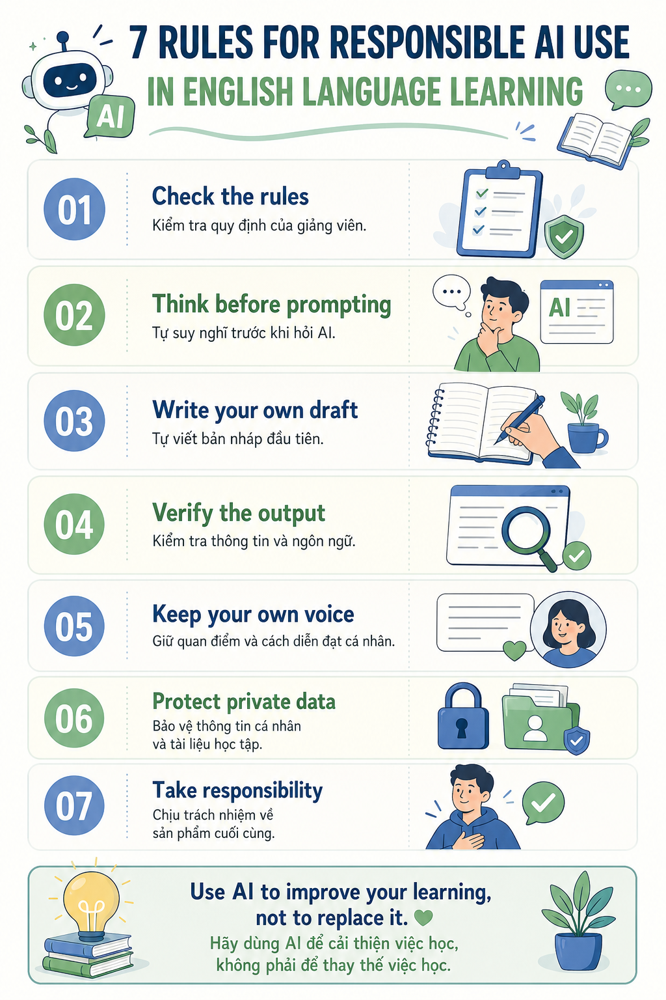 7 RULES FOR RESPONSIBLE AI USE
IN ENGLISH LANGUAGE LEARNING
AI
01
Check the rules
Kiểm tra quy định của giảng viên.
02
Think before prompting
Tự suy nghĩ trước khi hỏi AI.
AI
03
Write your own draft
Tự viết bản nháp đầu tiên.
04
Verify the output
Kiểm tra thông tin và ngôn ngữ.
05
Keep your own voice
Giữ quan điểm và cách diễn đạt cá nhân.
06
Protect private data
Bảo vệ thông tin cá nhân
và tài liệu học tập.
07
Take responsibility
Chịu trách nhiệm về
sản phẩm cuối cùng.
Use AI to improve your learning,
not to replace it.
Hãy dùng AI để cải thiện việc học,
không phải để thay thế việc học.